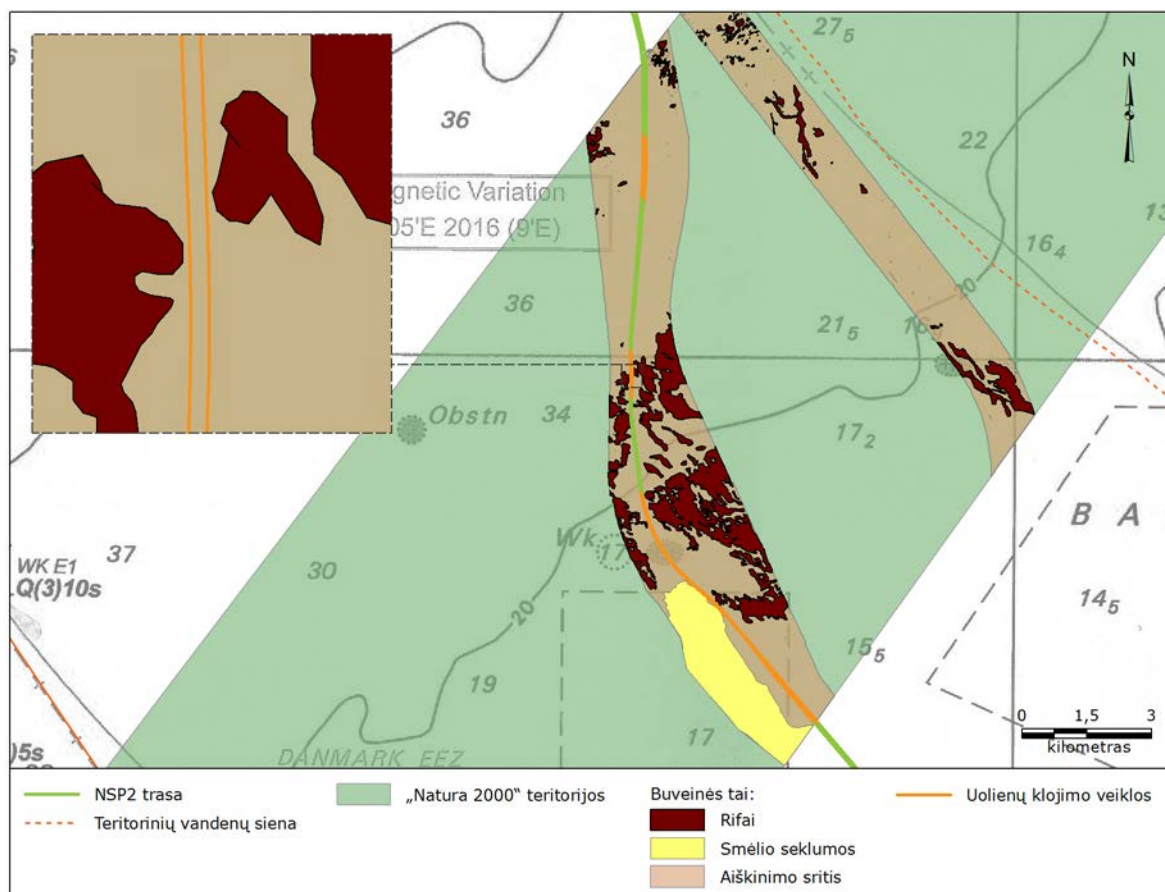 27₅
N
36
22
gnetic Variation
05'E 2016 (9'E)
13
16₄
36
20
21₅
16
Obstn
34
17₂
B A
Wk
17
37
WK E1
Q(3)10s
30
14₅
20
15₅
19
17
0 1,5 3
kilometras
)5s
DANMARK EEZ
NSP2 trasa
Teritorinių vandenų siena
„Natura 2000“ teritorijos
Buveinės tai:
Rifai
Smėlio seklumos
Aiškinimo sritis
Uolienų klojimo veiklos